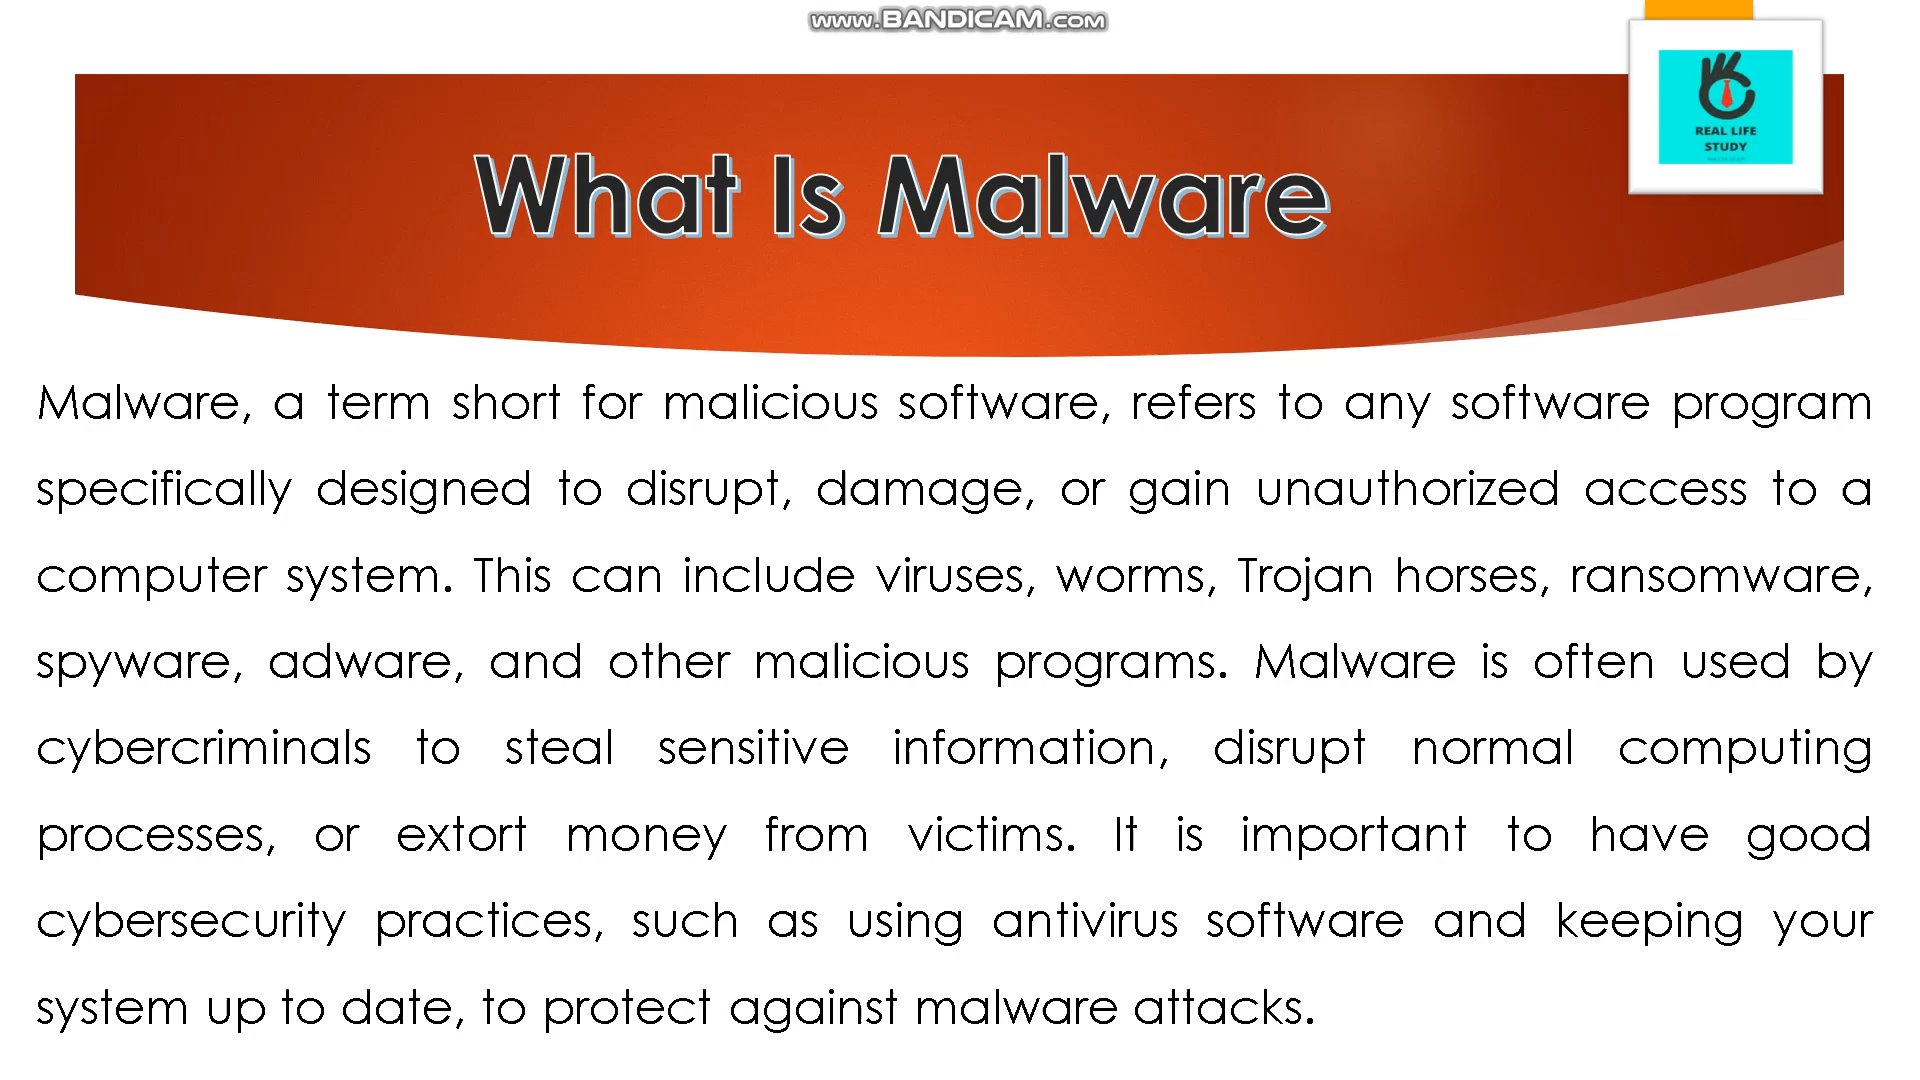 www.BANDICAM.com
REAL LIFE
STUDY
What Is Malware
Malware, a term short for malicious software, refers to any software program
specifically designed to disrupt, damage, or gain unauthorized access to a
computer system. This can include viruses, worms, Trojan horses, ransomware,
spyware, adware, and other malicious programs. Malware is often used by
cybercriminals to steal sensitive information, disrupt normal computing
processes, or extort money from victims. It is important to have good
cybersecurity practices, such as using antivirus software and keeping your
system up to date, to protect against malware attacks.